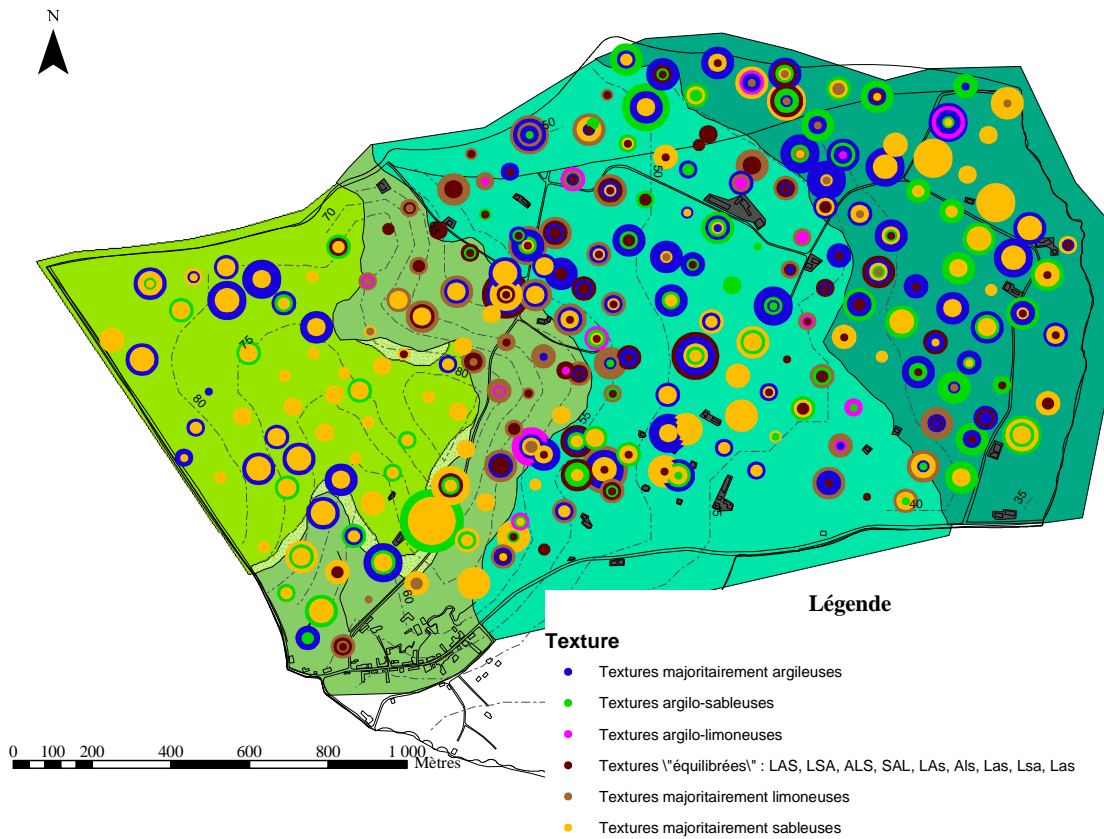 N
50
70
75
50
75
80
80
55
60
40
35
Légende
Texture
Textures majoritairement argileuses
Textures argilo-sableuses
Textures argilo-limoneuses
Textures \"équilibrées\" : LAS, LSA, ALS, SAL, LAs, Als, Las, Lsa, Las
Textures majoritairement limoneuses
Textures majoritairement sableuses
0 100 200 400 600 800 1 000
Mètres